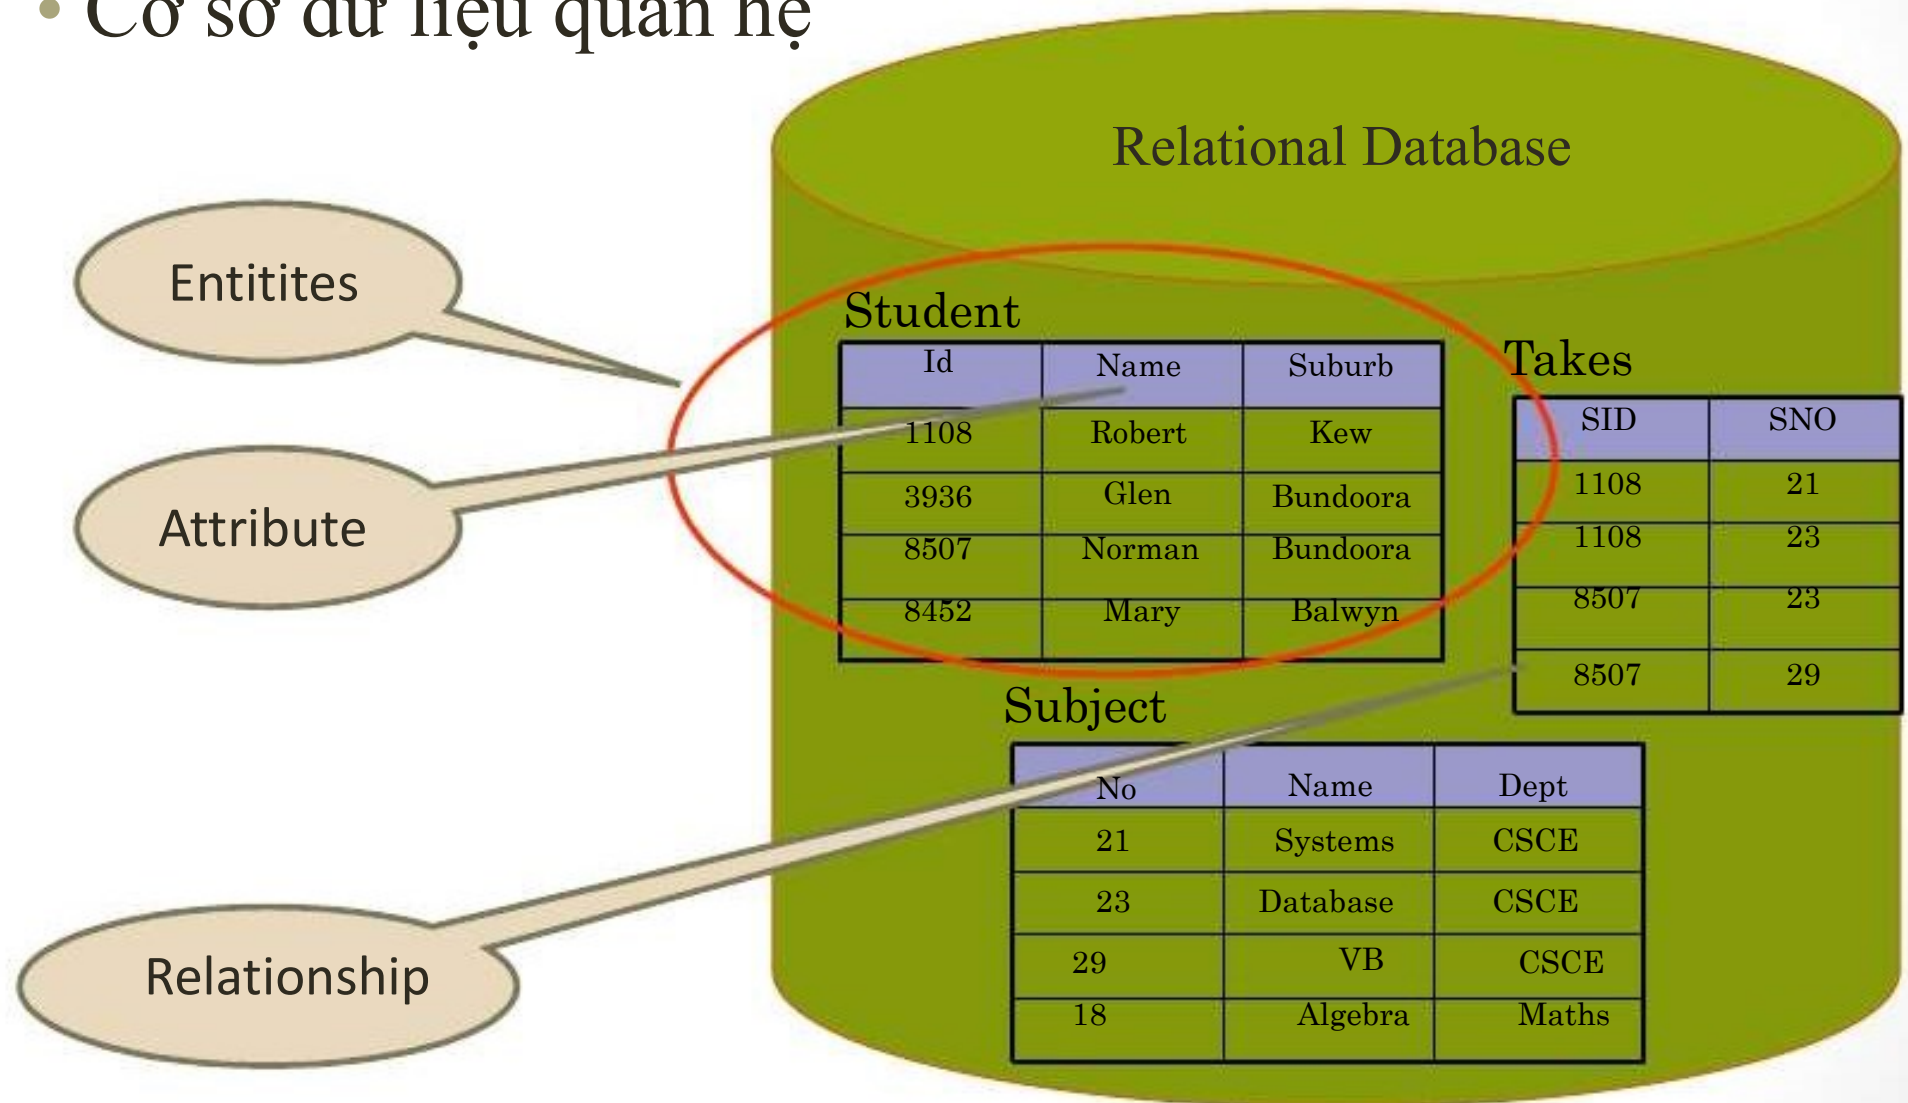 • Cơ sở dữ liệu quan hệ
Relational Database
Entitites
Attribute
Relationship
Student
Id Name Suburb
1108 Robert Kew
3936 Glen Bundoora
8507 Norman Bundoora
8452 Mary Balwyn
Takes
SID SNO
1108 21
1108 23
8507 23
8507 29
Subject
No Name Dept
21 Systems CSCE
23 Database CSCE
29 VB CSCE
18 Algebra Maths